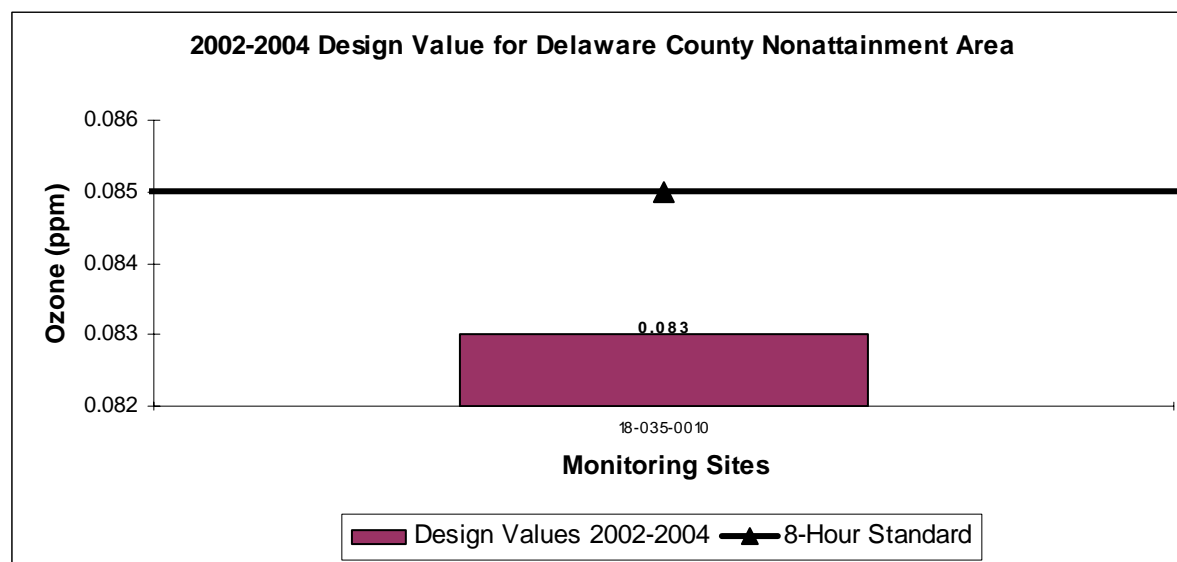 2002-2004 Design Value for Delaware County Nonattainment Area
0.086
0.085
0.084
0.083
0.082
Ozone (ppm)
0.083
18-035-0010
Monitoring Sites
Design Values 2002-2004
8-Hour Standard